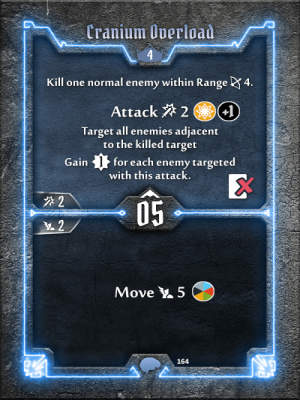 Cranium Overload
4
Kill one normal enemy within Range 4.
Attack 2 +1
Target all enemies adjacent
to the killed target
Gain 1 for each enemy targeted
with this attack.
2
05
2
Move 5
164